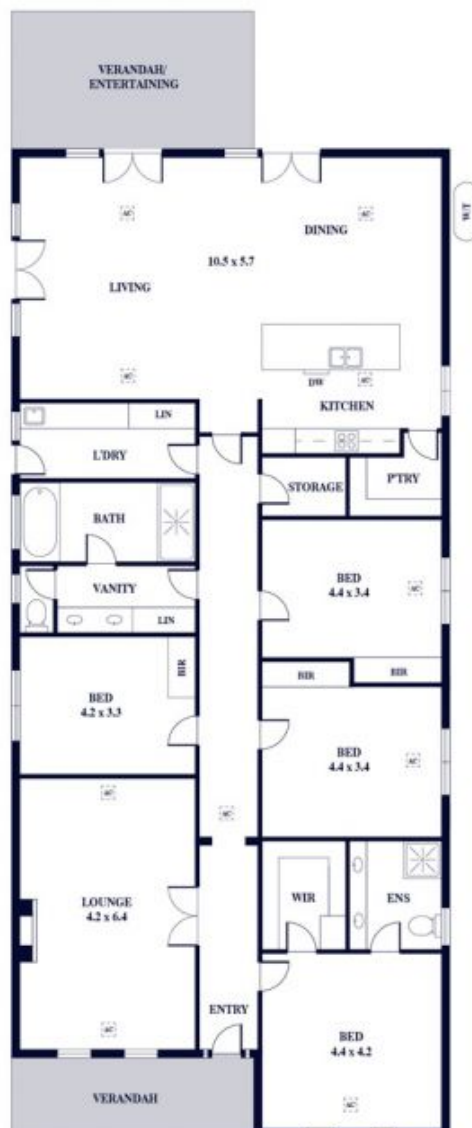 VERANDAH/
ENTERTAINING
AC
AC
DINING
W/T
10.5 x 5.7
LIVING
AC
DW
AC
KITCHEN
LIN
L'DRY
STORAGE
P'TRY
BATH
BED
4.4 x 3.4
AC
VANITY
LIN
BIR
BIR
BIR
BED
4.2 x 3.3
BED
4.4 x 3.4
AC
AC
AC
LOUNGE
4.2 x 6.4
WIR
ENS
ENTRY
AC
BED
4.4 x 4.2
VERANDAH
AC